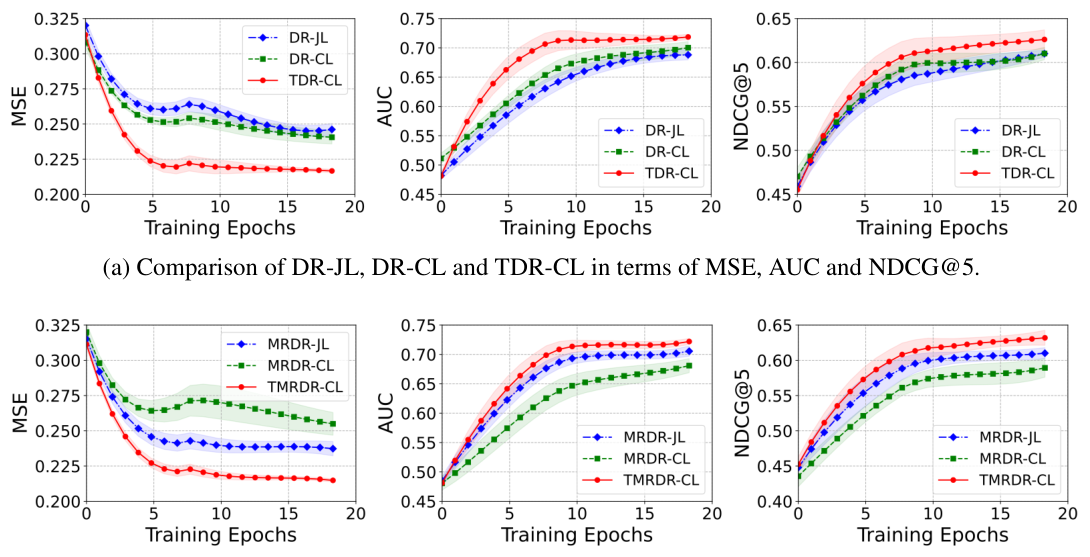 MSE
0.325
0.300
0.275
0.250
0.225
0.200
0 5 10 15 20
Training Epochs
DR-JL
DR-CL
TDR-CL
AUC
0.75
0.70
0.65
0.60
0.55
0.50
0.45
0 5 10 15 20
Training Epochs
DR-JL
DR-CL
TDR-CL
NDCG@5
0.65
0.60
0.55
0.50
0.45
0 5 10 15 20
Training Epochs
DR-JL
DR-CL
TDR-CL
(a) Comparison of DR-JL, DR-CL and TDR-CL in terms of MSE, AUC and NDCG@5.
MSE
0.325
0.300
0.275
0.250
0.225
0.200
0 5 10 15 20
Training Epochs
MRDR-JL
MRDR-CL
TMRDR-CL
AUC
0.75
0.70
0.65
0.60
0.55
0.50
0.45
0 5 10 15 20
Training Epochs
MRDR-JL
MRDR-CL
TMRDR-CL
NDCG@5
0.65
0.60
0.55
0.50
0.45
0.40
0 5 10 15 20
Training Epochs
MRDR-JL
MRDR-CL
TMRDR-CL